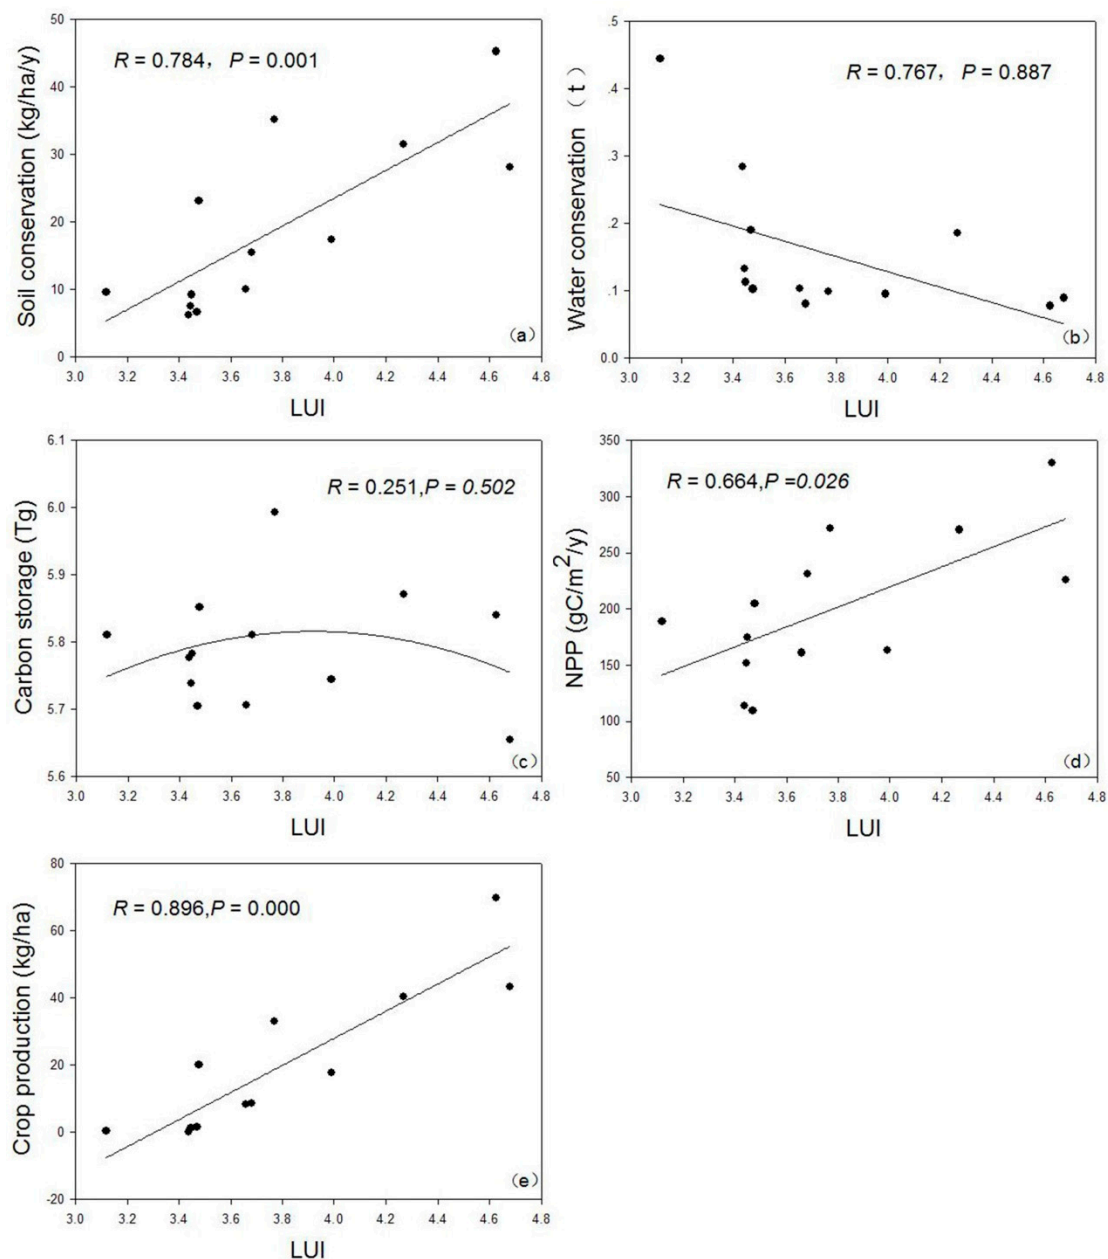 50
40
30
20
10
0
Soil conservation (kg/ha/y)
R = 0.784, P = 0.001
(a)
3.0 3.2 3.4 3.6 3.8 4.0 4.2 4.4 4.6 4.8
LUI
.5
.4
.3
.2
.1
0.0
Water conservation (t)
R = 0.767, P = 0.887
(b)
3.0 3.2 3.4 3.6 3.8 4.0 4.2 4.4 4.6 4.8
LUI
6.1
6.0
5.9
5.8
5.7
5.6
Carbon storage (Tg)
R = 0.251,P = 0.502
(c)
3.0 3.2 3.4 3.6 3.8 4.0 4.2 4.4 4.6 4.8
LUI
350
300
250
200
150
100
50
NPP (gC/m²/y)
R = 0.664,P =0.026
(d)
3.0 3.2 3.4 3.6 3.8 4.0 4.2 4.4 4.6 4.8
LUI
80
60
40
20
0
-20
Crop production (kg/ha)
R = 0.896,P = 0.000
(e)
3.0 3.2 3.4 3.6 3.8 4.0 4.2 4.4 4.6 4.8
LUI